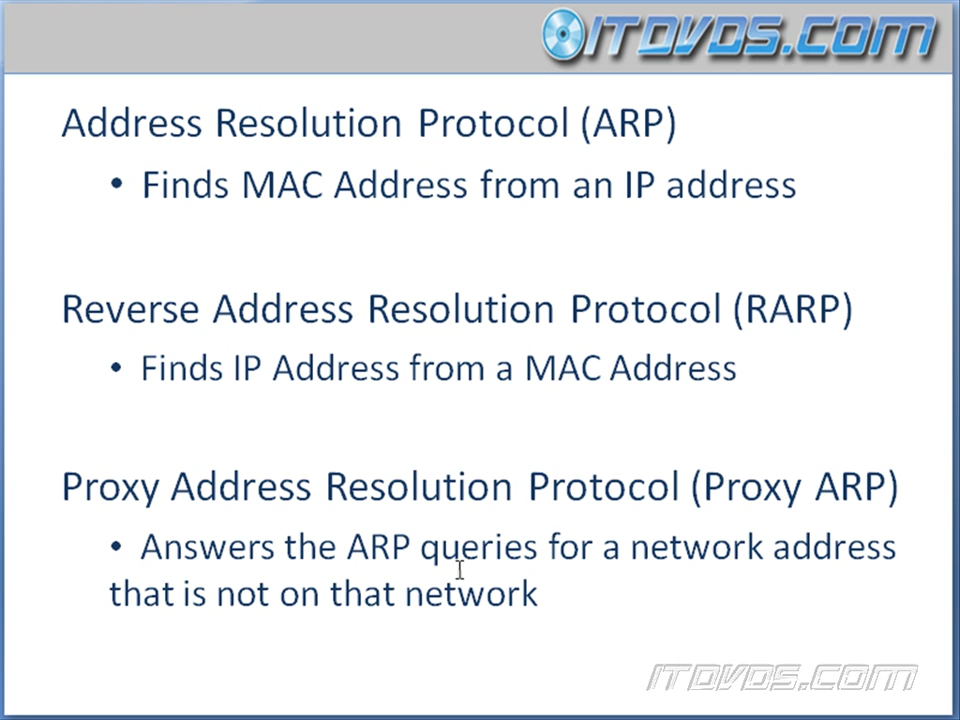 ITDVDS.COM
Address Resolution Protocol (ARP)
• Finds MAC Address from an IP address
Reverse Address Resolution Protocol (RARP)
• Finds IP Address from a MAC Address
Proxy Address Resolution Protocol (Proxy ARP)
• Answers the ARP queries for a network address
that is not on that network
ITDVDS.COM